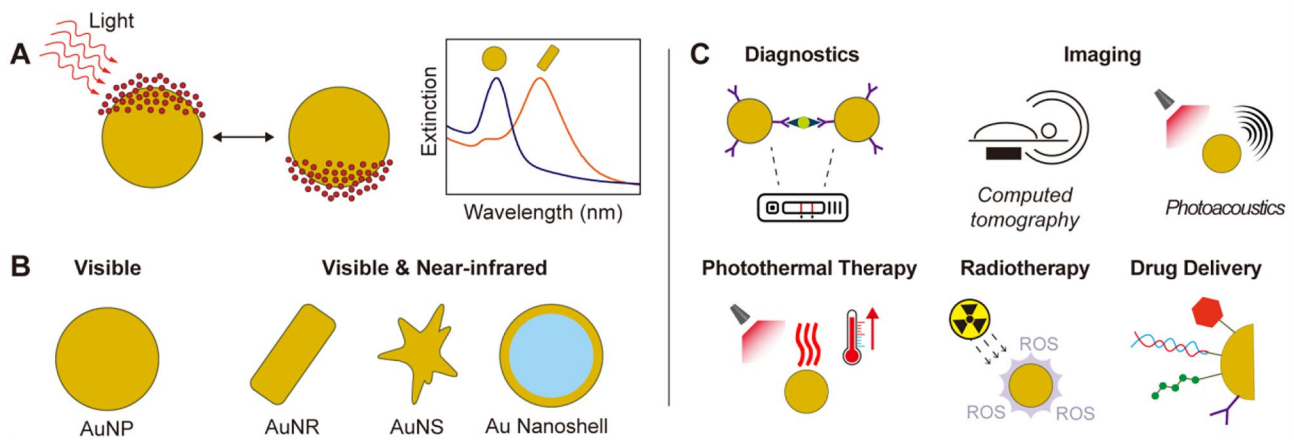 A
Light
Extinction
Wavelength (nm)
B
Visible
Visible & Near-infrared
AuNP
AuNR
AuNS
Au Nanoshell
C
Diagnostics
Imaging
Computed
tomography
Photoacoustics
Photothermal Therapy
Radiotherapy
Drug Delivery
ROS
ROS
ROS